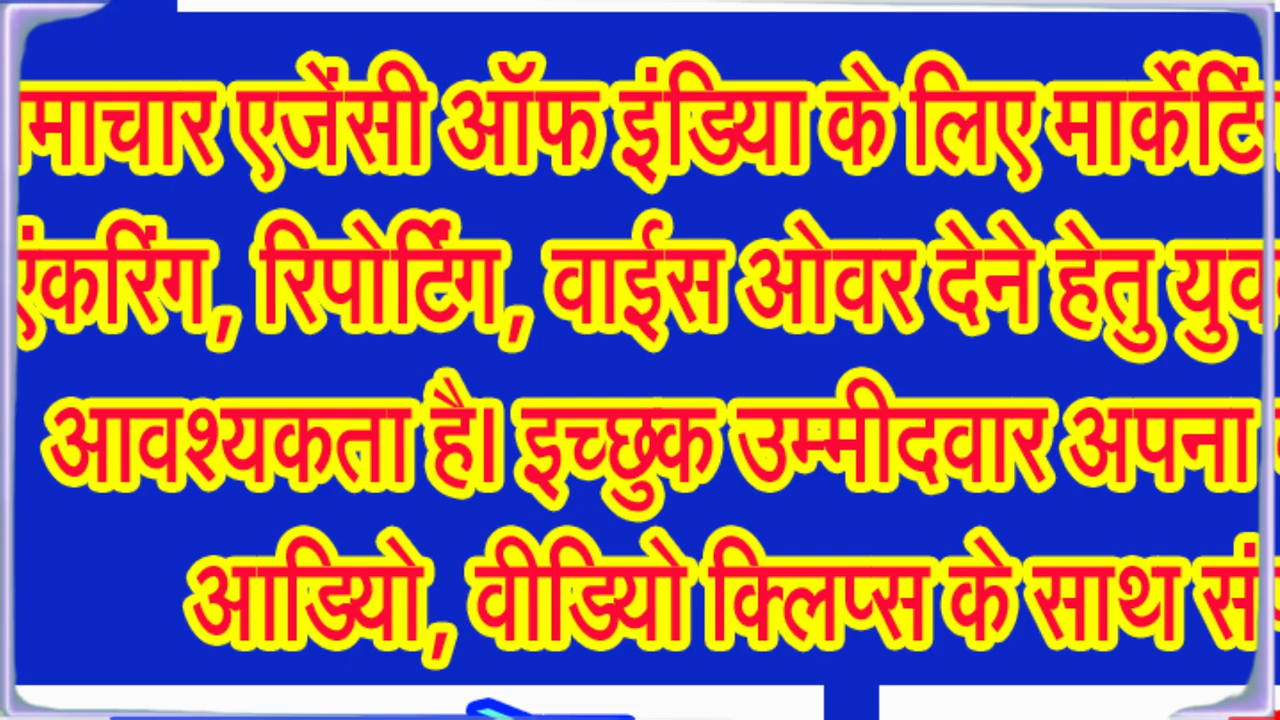 माचार एजेंसी ऑफ इंडिया के लिए मार्केटिं
एंकरिंग, रिपोर्टिंग, वाईस ओवर देने हेतु युव
आवश्यकता है। इच्छुक उम्मीदवार अपना
आडियो, वीडियो क्लिप्स के साथ सं